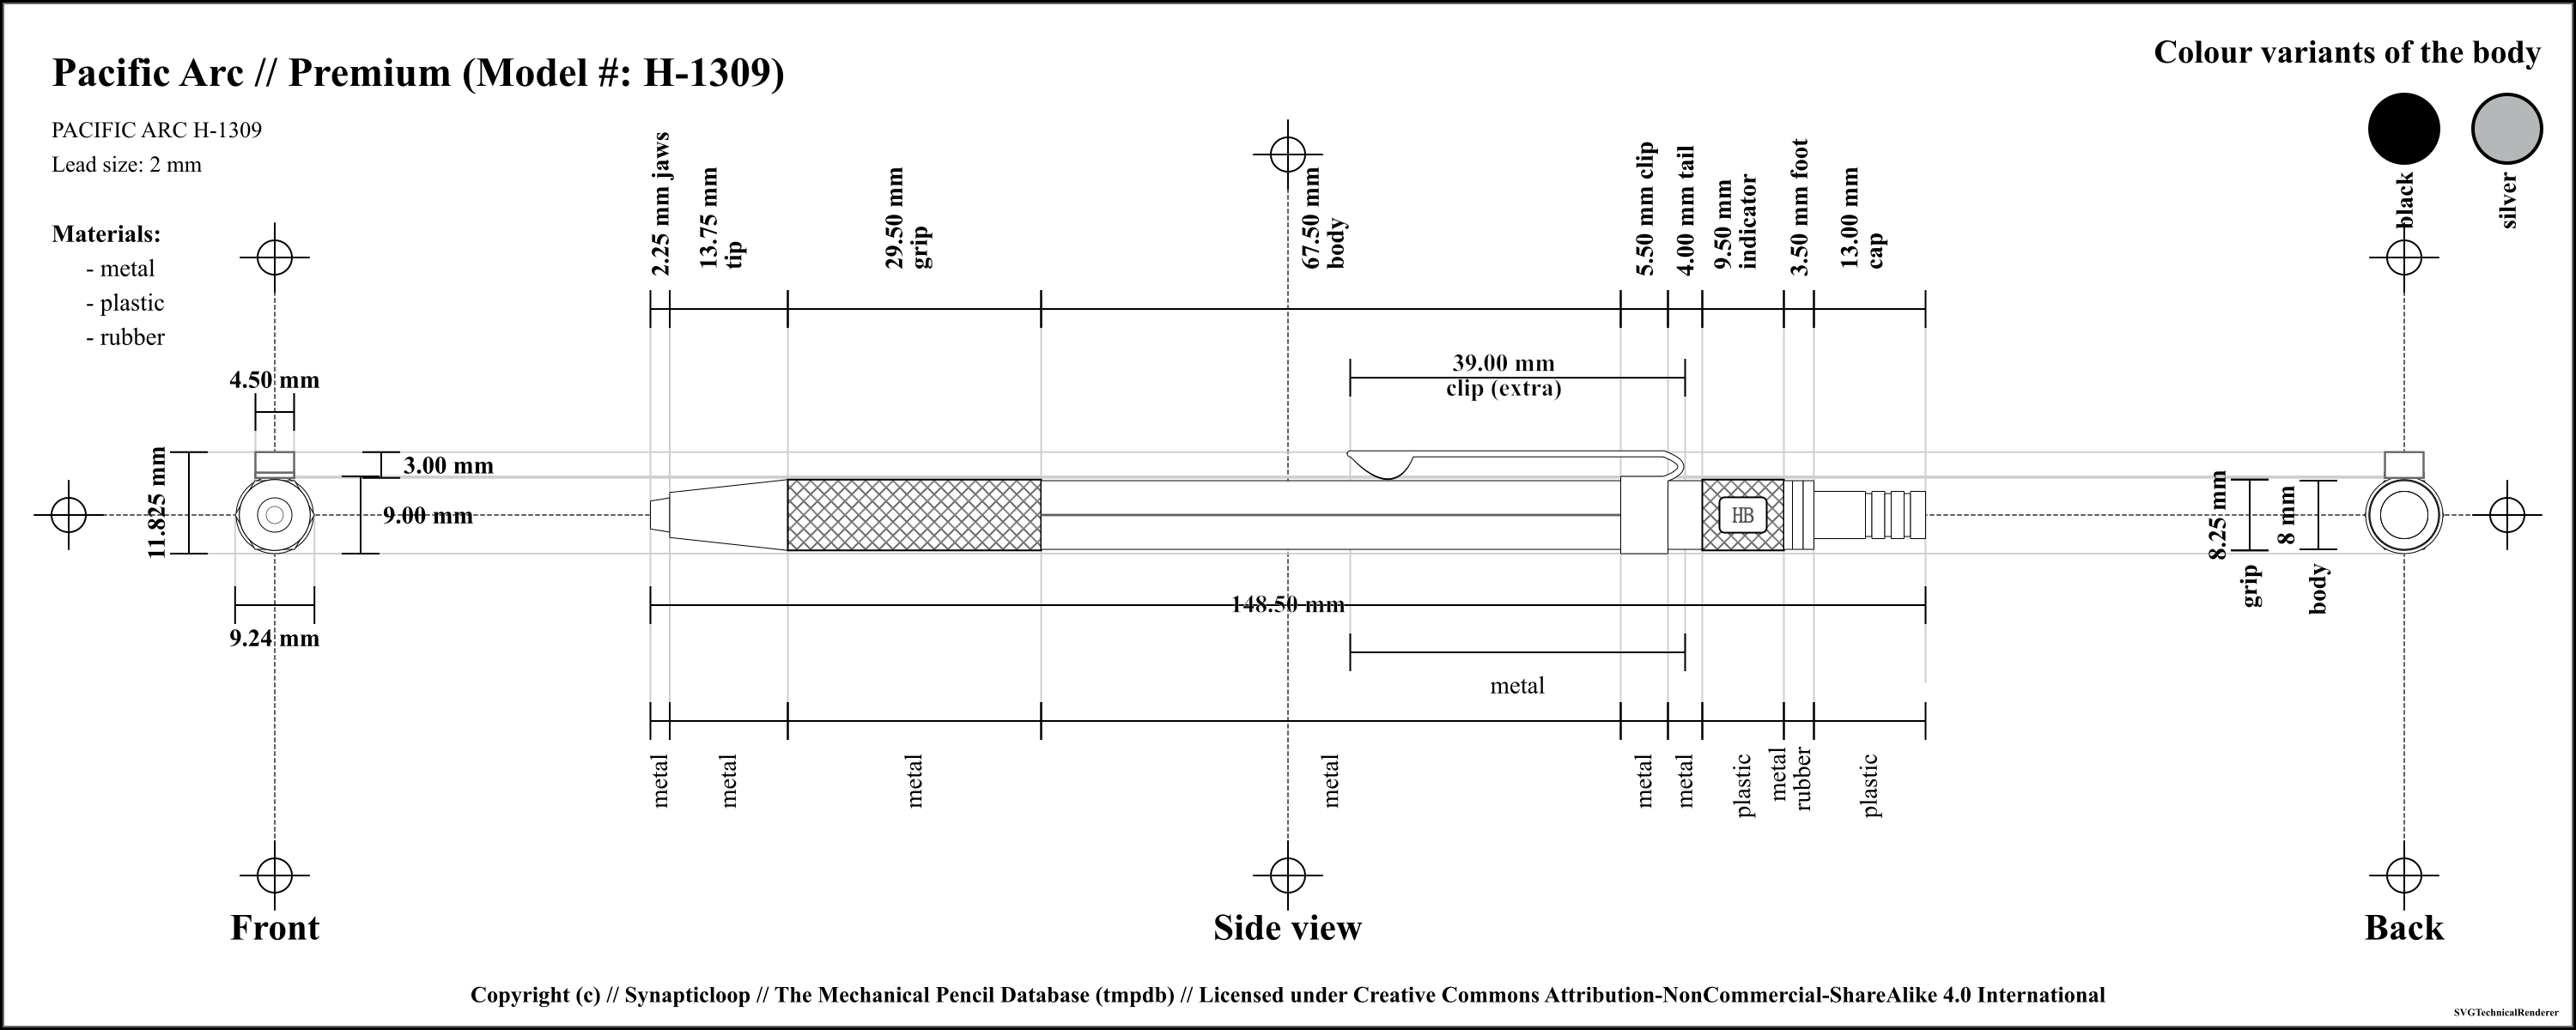 Pacific Arc // Premium (Model #: H-1309)
Colour variants of the body
PACIFIC ARC H-1309
Lead size: 2 mm
black
silver
Materials:
- metal
- plastic
- rubber
2.25 mm jaws
13.75 mm
tip
29.50 mm
grip
67.50 mm
body
5.50 mm clip
4.00 mm tail
9.50 mm
indicator
3.50 mm foot
13.00 mm
cap
39.00 mm
clip (extra)
4.50 mm
11.825 mm
3.00 mm
9.00 mm
9.24 mm
HB
8.25 mm
grip
8 mm
body
148.50 mm
metal
metal
metal
metal
metal
metal
metal
plastic
metal
rubber
plastic
Front
Side view
Back
Copyright (c) // Synapticloop // The Mechanical Pencil Database (tmpdb) // Licensed under Creative Commons Attribution-NonCommercial-ShareAlike 4.0 International
SVGTechnicalRenderer